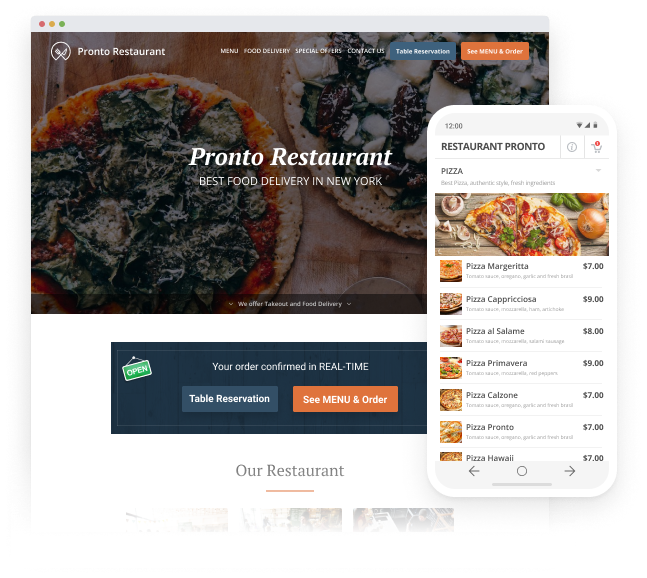 Pronto Restaurant
MENU FOOD DELIVERY SPECIAL OFFERS CONTACT US Table Reservation See MENU & Order
Pronto Restaurant
BEST FOOD DELIVERY IN NEW YORK
We offer Takeout and Food Delivery
OPEN
Your order confirmed in REAL-TIME
Table Reservation See MENU & Order
Our Restaurant
12:00
RESTAURANT PRONTO
PIZZA
Best Pizza, authentic style, fresh ingredients
Pizza Margeritta $7.00
Tomato sauce, oregano, garlic and fresh basil
Pizza Cappricciosa $9.00
Tomato sauce, mozarella, ham, artichoke
Pizza al Salame $8.00
Tomato sauce, mozarella, salami sausage
Pizza Primavera $9.00
Tomato sauce, mozarella, red peppers
Pizza Calzone $7.00
Tomato sauce, oregano, garlic and fresh basil
Pizza Pronto $7.00
Tomato sauce, oregano, garlic and fresh basil
Pizza Hawaii $7.00